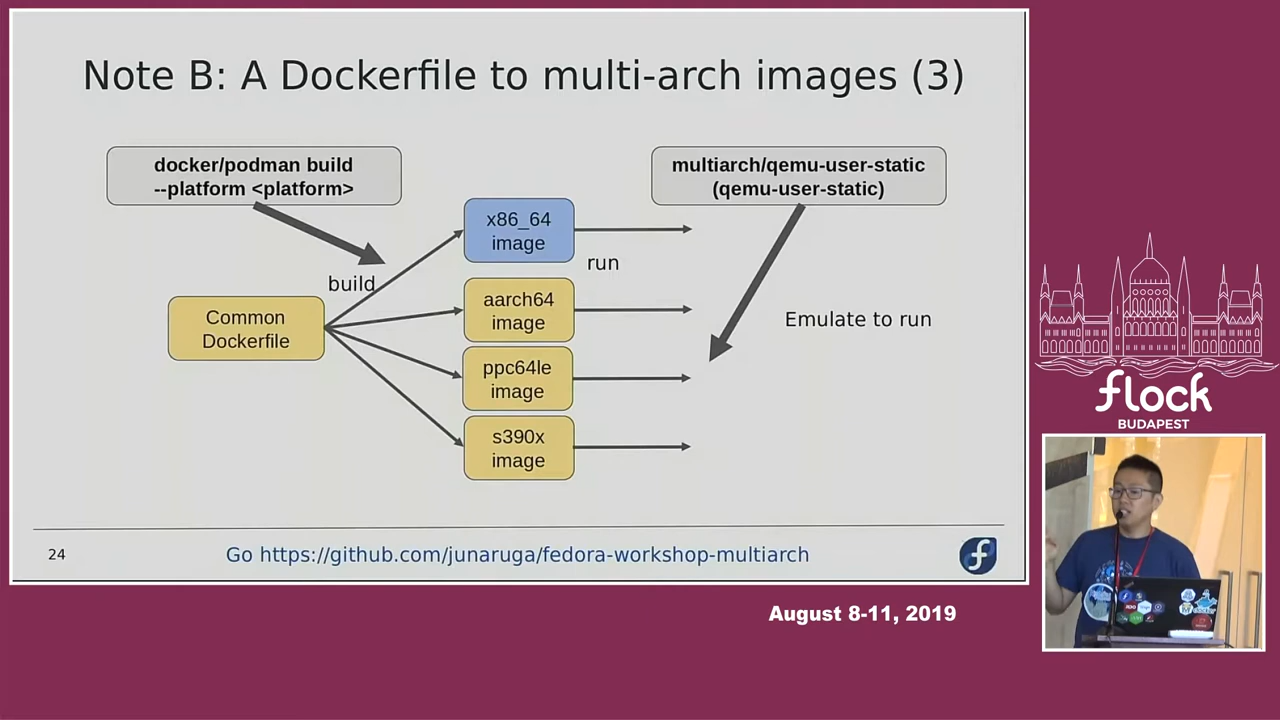 Note B: A Dockerfile to multi-arch images (3)
docker/podman build
--platform <platform>
multiarch/qemu-user-static
(qemu-user-static)
x86_64
image
run
build
aarch64
image
Emulate to run
Common
Dockerfile
ppc64le
image
s390x
image
24
Go https://github.com/junaruga/fedora-workshop-multiarch
flock
BUDAPEST
August 8-11, 2019